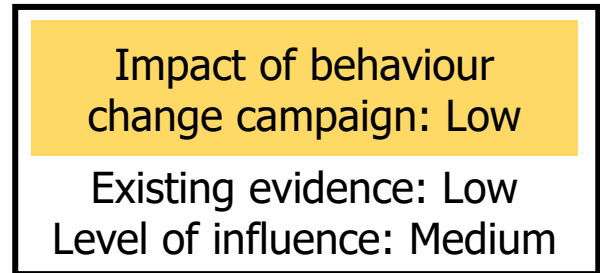 Impact of behaviour
change campaign: Low
Existing evidence: Low
Level of influence: Medium